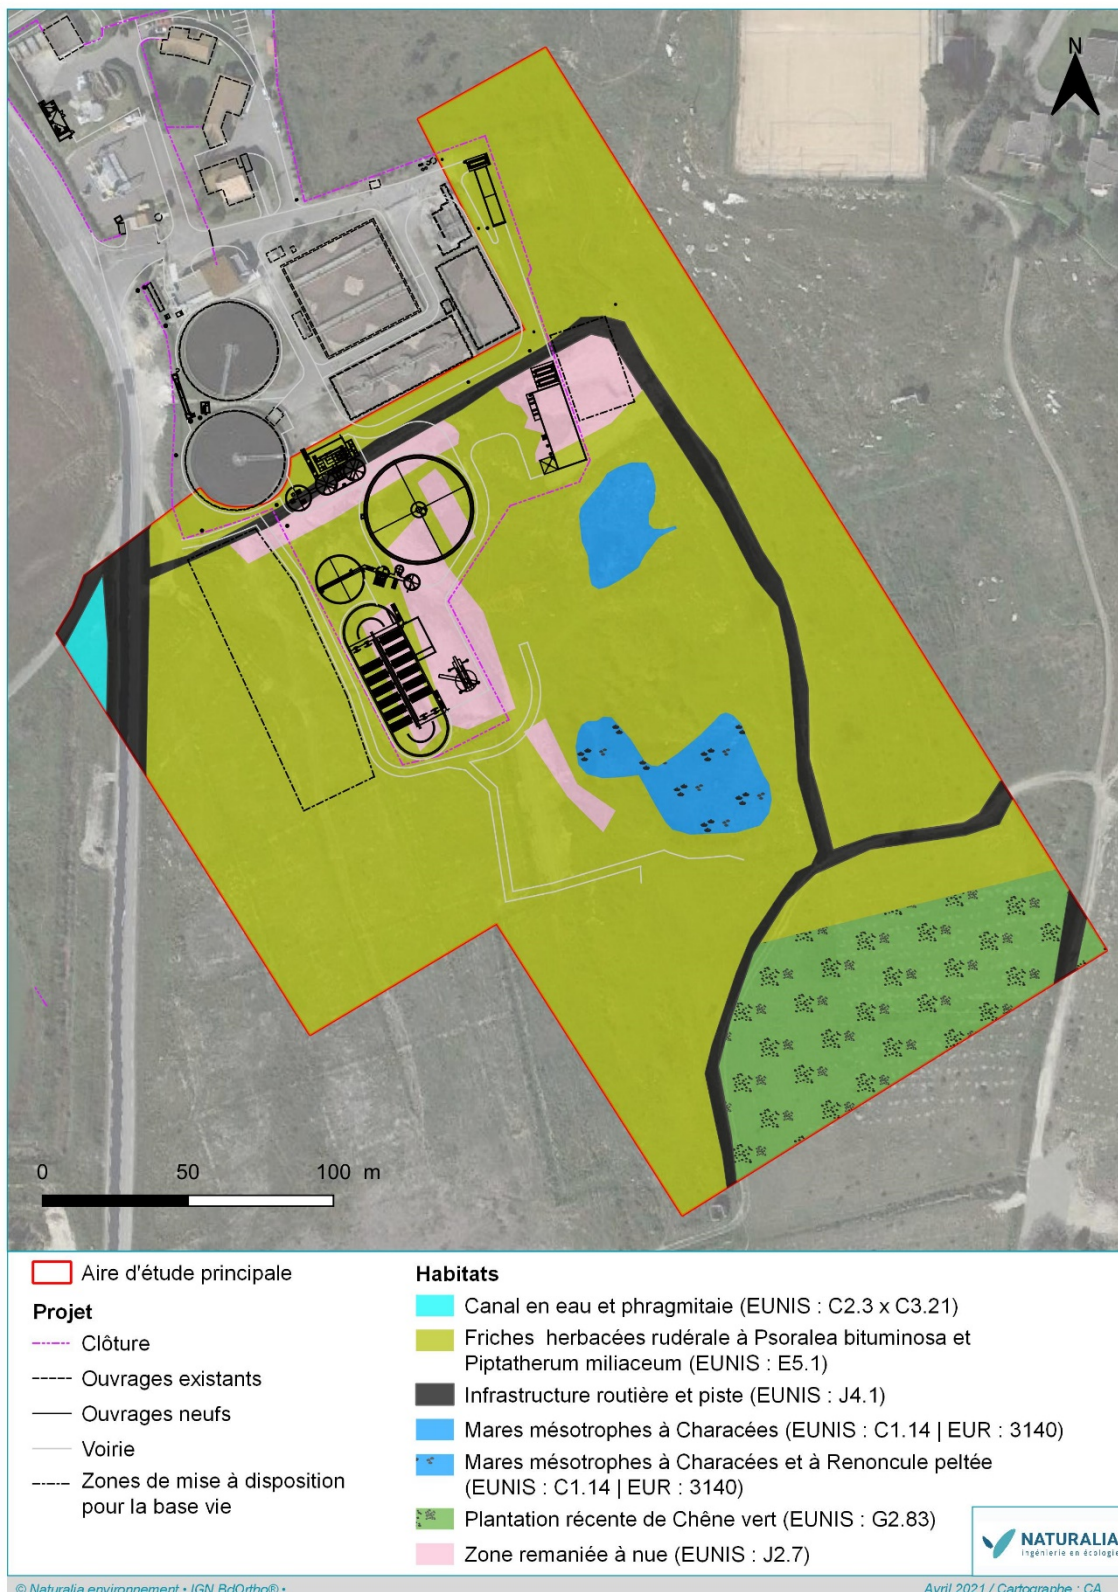 N
0 50 100 m
Aire d'étude principale
Projet
Clôture
Ouvrages existants
Ouvrages neufs
Voirie
Zones de mise à disposition
pour la base vie
Habitats
Canal en eau et phragmitaie (EUNIS : C2.3 x C3.21)
Friches herbacées rudérale à Psoralea bituminosa et
Piptatherum miliaceum (EUNIS : E5.1)
Infrastructure routière et piste (EUNIS : J4.1)
Mares mésotrophes à Characées (EUNIS : C1.14 | EUR : 3140)
Mares mésotrophes à Characées et à Renoncule peltée
(EUNIS : C1.14 | EUR : 3140)
Plantation récente de Chêne vert (EUNIS : G2.83)
Zone remaniée à nue (EUNIS : J2.7)
NATURALIA
ingénierie en écologie
© Naturalia environnement • IGN BdOrtho® •
Avril 2021 / Cartographe : CA